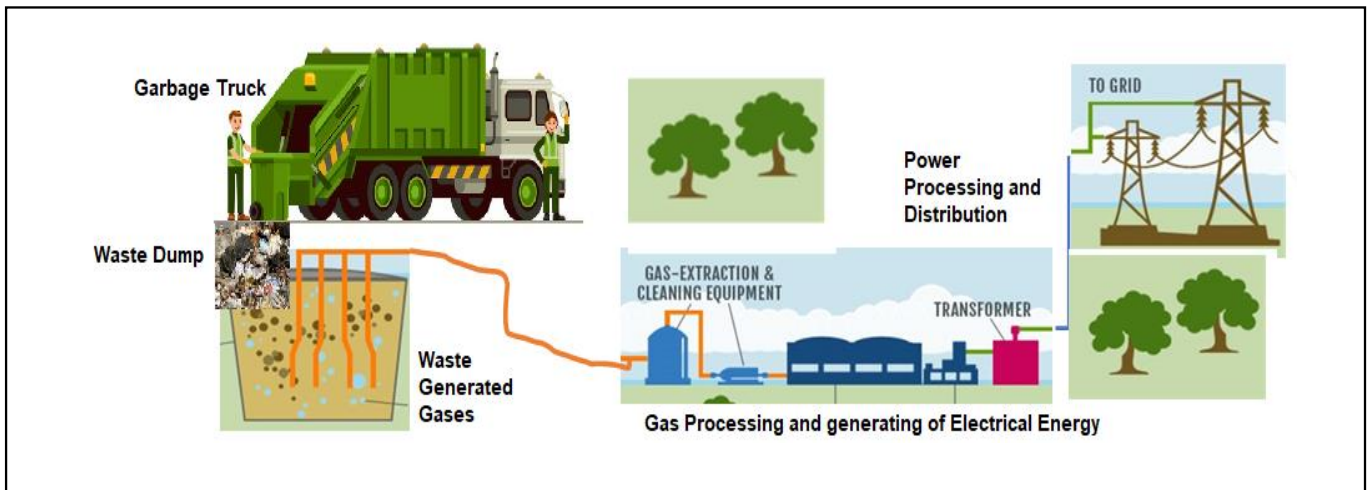 Garbage Truck
TO GRID
Power
Processing and
Distribution
Waste Dump
GAS-EXTRACTION &
CLEANING EQUIPMENT
TRANSFORMER
Waste
Generated
Gases
Gas Processing and generating of Electrical Energy